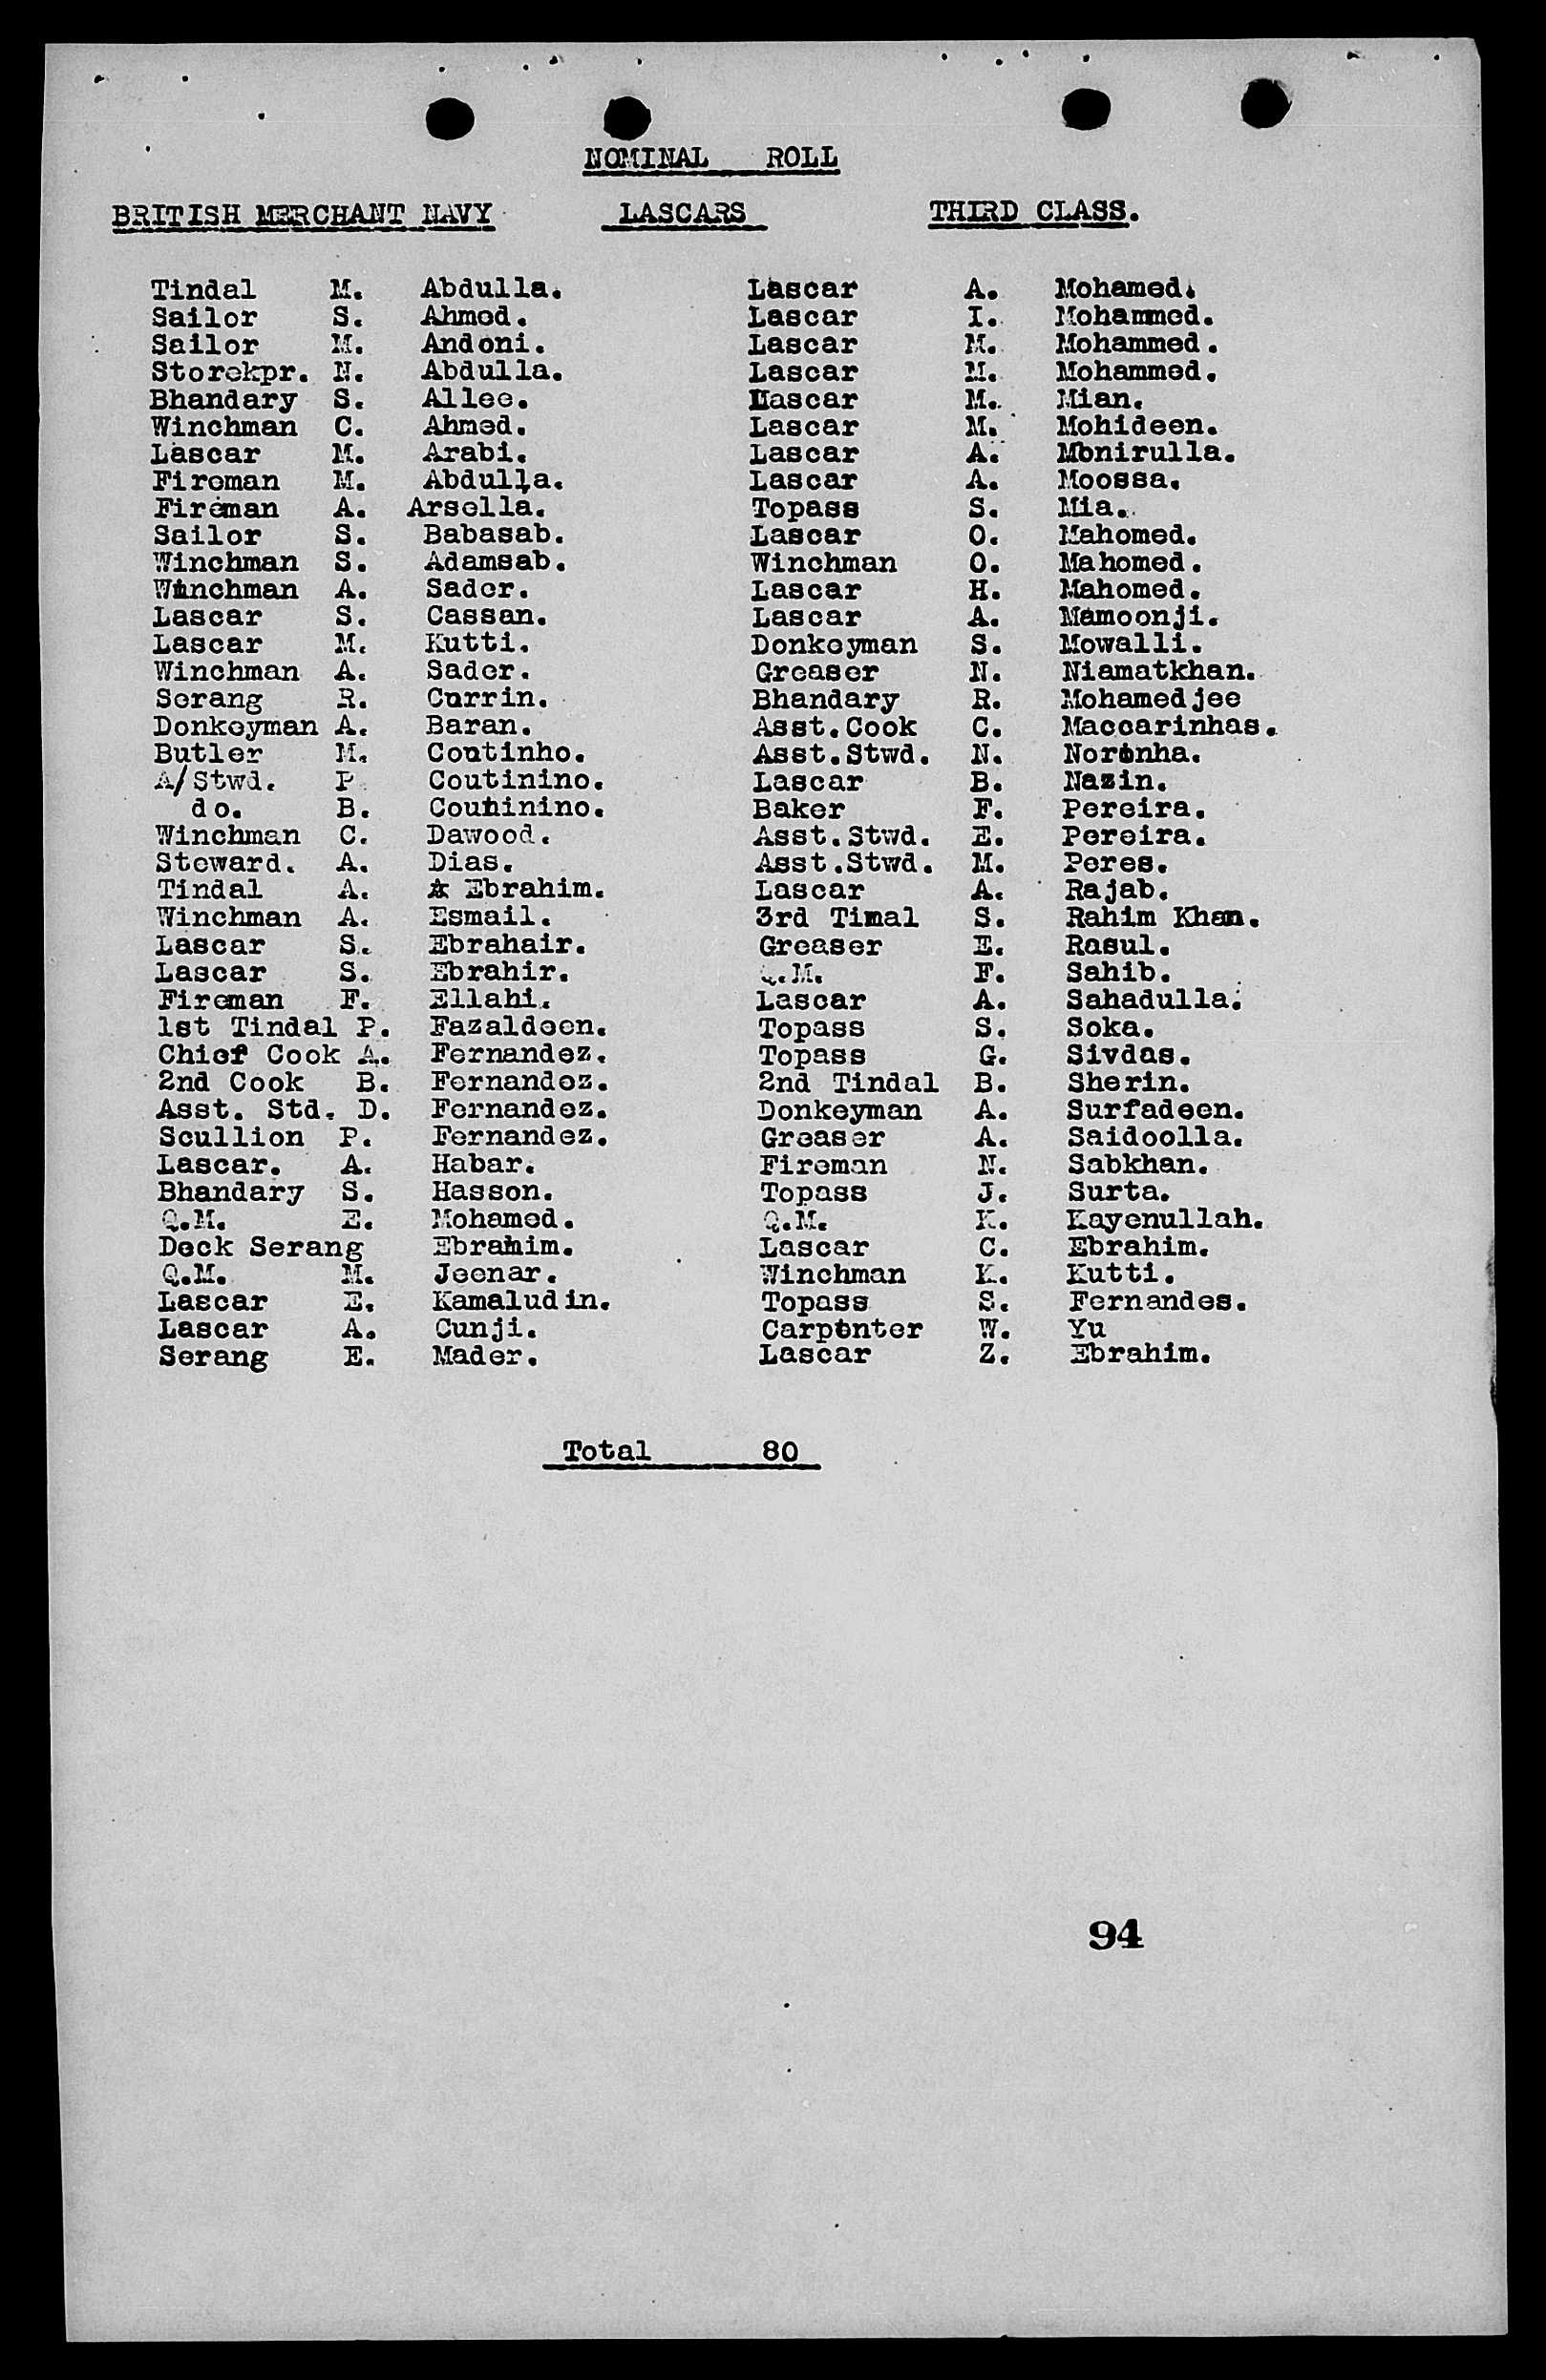 NOMINAL ROLL
BRITISH MERCHANT NAVY LASCARS THIRD CLASS.
Tindal M. Abdulla. Lascar A. Mohamed.
Sailor S. Ahmed. Lascar I. Mohammed.
Sailor M. Andoni. Lascar M. Mohammed.
Storekpr. N. Abdulla. Lascar M. Mohammed.
Bhandary S. Allee. Lascar M. Mian.
Winchman C. Ahmed. Lascar M. Mohideen.
Lascar M. Arabi. Lascar A. Monirulla.
Fireman M. Abdulla. Lascar A. Moossa.
Fireman A. Arsella. Topass S. Mia.
Sailor S. Babasab. Lascar O. Mahomed.
Winchman S. Adamsab. Winchman O. Mahomed.
Winchman A. Sader. Lascar H. Mahomed.
Lascar S. Cassan. Lascar A. Mamoonji.
Lascar M. Kutti. Donkeyman S. Mowalli.
Winchman A. Sader. Greaser N. Niamatkhan.
Serang R. Currin. Bhandary R. Mohamedjee
Donkeyman A. Baran. Asst.Cook C. Maccarinhas.
Butler M. Coutinho. Asst.Stwd. N. Noronha.
A/Stwd. P. Coutinino. Lascar B. Nazin.
do. B. Couhinino. Baker F. Pereira.
Winchman C. Dawood. Asst.Stwd. E. Pereira.
Steward. A. Dias. Asst.Stwd. M. Peres.
Tindal A. Ebrahim. Lascar A. Rajab.
Winchman A. Esmail. 3rd Timal S. Rahim Khan.
Lascar S. Ebrahair. Greaser E. Rasul.
Lascar S. Ebrahir. Q.M. F. Sahib.
Fireman F. Ellahi. Lascar A. Sahadulla.
1st Tindal P. Fazaldeen. Topass S. Soka.
Chief Cook A. Fernandez. Topass G. Sivdas.
2nd Cook B. Fernandez. 2nd Tindal B. Sherin.
Asst. Std. D. Fernandez. Donkeyman A. Surfadeen.
Scullion P. Fernandez. Greaser A. Saidoolla.
Lascar. A. Habar. Fireman N. Sabkhan.
Bhandary S. Hasson. Topass J. Surta.
Q.M. E. Mohamed. Q.M. K. Kayenullah.
Deck Serang Ebrahim. Lascar C. Ebrahim.
Q.M. M. Jeenar. Winchman K. Kutti.
Lascar E. Kamaludin. Topass S. Fernandes.
Lascar A. Cunji. Carpenter W. Yu
Serang E. Mader. Lascar Z. Ebrahim.
Total 80
94